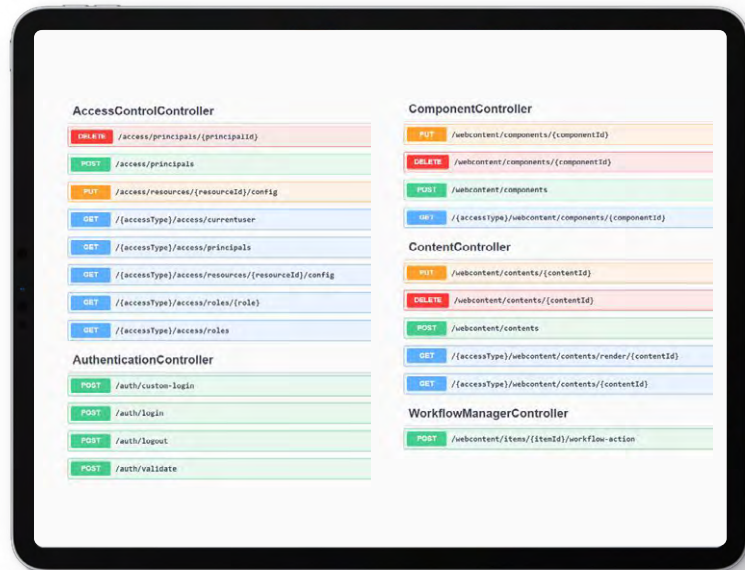 AccessControlController
DELETE /access/principals/{principalId}
POST /access/principals
PUT /access/resources/{resourceId}/config
GET /{accessType}/access/currentuser
GET /{accessType}/access/principals
GET /{accessType}/access/resources/{resourceId}/config
GET /{accessType}/access/roles/{role}
GET /{accessType}/access/roles
AuthenticationController
POST /auth/custom-login
POST /auth/login
POST /auth/logout
POST /auth/validate
ComponentController
PUT /webcontent/components/{componentId}
DELETE /webcontent/components/{componentId}
POST /webcontent/components
GET /{accessType}/webcontent/components/{componentId}
ContentController
PUT /webcontent/contents/{contentId}
DELETE /webcontent/contents/{contentId}
POST /webcontent/contents
GET /{accessType}/webcontent/contents/render/{contentId}
GET /{accessType}/webcontent/contents/{contentId}
WorkflowManagerController
POST /webcontent/items/{itemId}/workflow-action